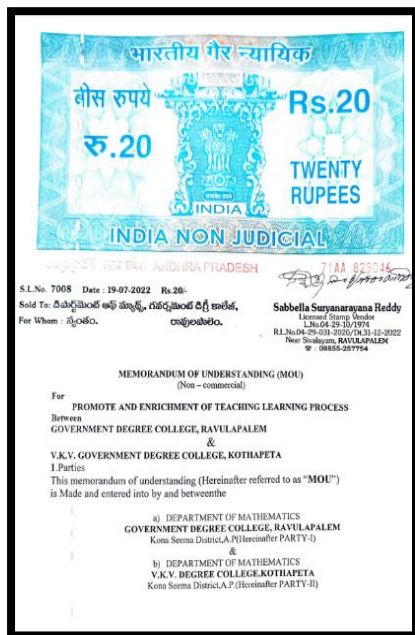 भारतीय गैर न्यायिक
बीस रुपये
रु.20
Rs.20
TWENTY
RUPEES
सत्यमेव जयते
INDIA
INDIA NON JUDICIAL
ANDHRA PRADESH
71AA 825046
S.L.No. 7008 Date : 19-07-2022 Rs.20/-
Sold To: డిపార్ట్‌మెంట్ ఆఫ్ మ్యాథ్స్, గవర్నమెంట్ డిగ్రీ కాలేజ్,
For Whom : స్వంతం. రావులపాలెం.
Sabbella Suryanarayana Reddy
Licensed Stamp Vendor
L.No.04-29-10/1974
R.L.No.04-29-031-2020/Dt.31-12-2022
Near Sivalayam, RAVULAPALEM
☎ : 08855-257754
MEMORANDUM OF UNDERSTANDING (MOU)
(Non – commercial)
For
PROMOTE AND ENRICHMENT OF TEACHING LEARNING PROCESS
Between
GOVERNMENT DEGREE COLLEGE, RAVULAPALEM
&
V.K.V. GOVERNMENT DEGREE COLLEGE, KOTHAPETA
1.Parties
This memorandum of understanding (Hereinafter referred to as "MOU")
is Made and entered into by and betweenthe
a) DEPARTMENT OF MATHEMATICS
GOVERNMENT DEGREE COLLEGE, RAVULAPALEM
Kona Seema District,A.P(Hereinafter PARTY-I)
&
b) DEPARTMENT OF MATHEMATICS
V.K.V. DEGREE COLLEGE,KOTHAPETA
Kona Seema District,A.P.(Hereinafter PARTY-II)